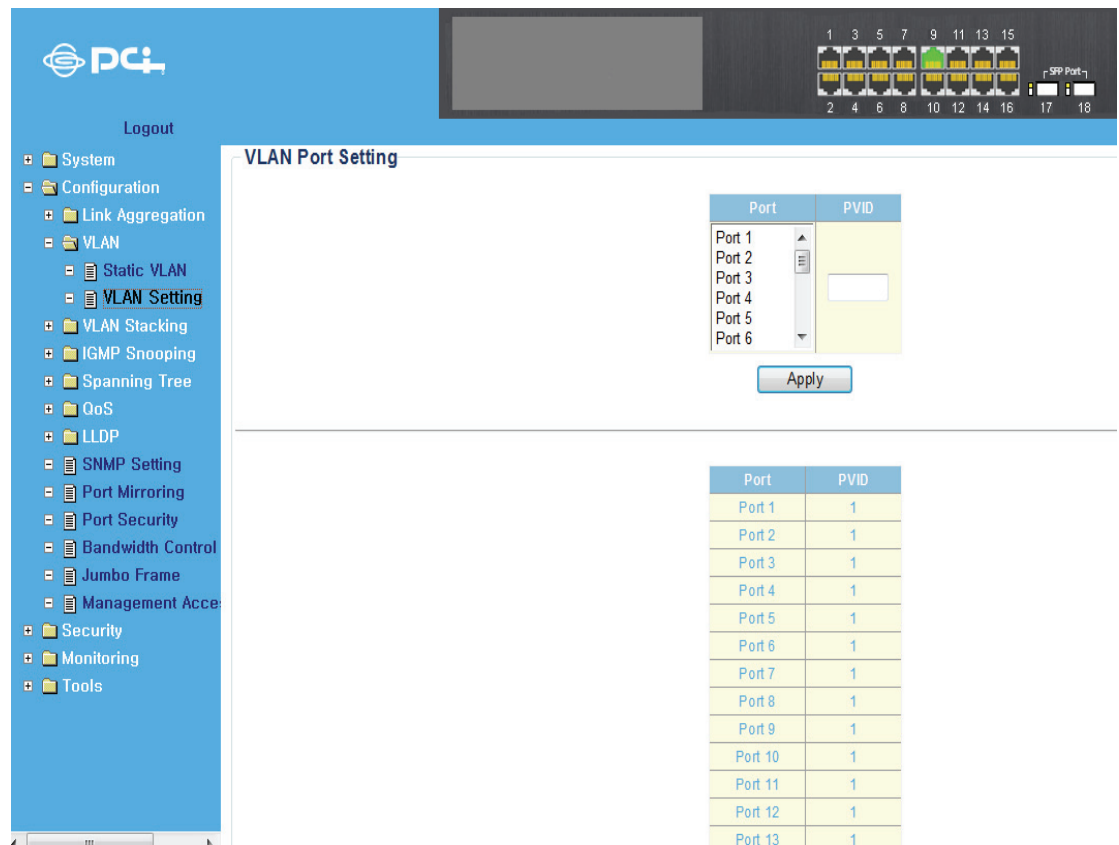 PCi
1 3 5 7 9 11 13 15
SFP Port
2 4 6 8 10 12 14 16 17 18
Logout
System
Configuration
Link Aggregation
VLAN
Static VLAN
VLAN Setting
VLAN Stacking
IGMP Snooping
Spanning Tree
QoS
LLDP
SNMP Setting
Port Mirroring
Port Security
Bandwidth Control
Jumbo Frame
Management Acce
Security
Monitoring
Tools
VLAN Port Setting
Port PVID
Port 1
Port 2
Port 3
Port 4
Port 5
Port 6
Apply
Port PVID
Port 1 1
Port 2 1
Port 3 1
Port 4 1
Port 5 1
Port 6 1
Port 7 1
Port 8 1
Port 9 1
Port 10 1
Port 11 1
Port 12 1
Port 13 1